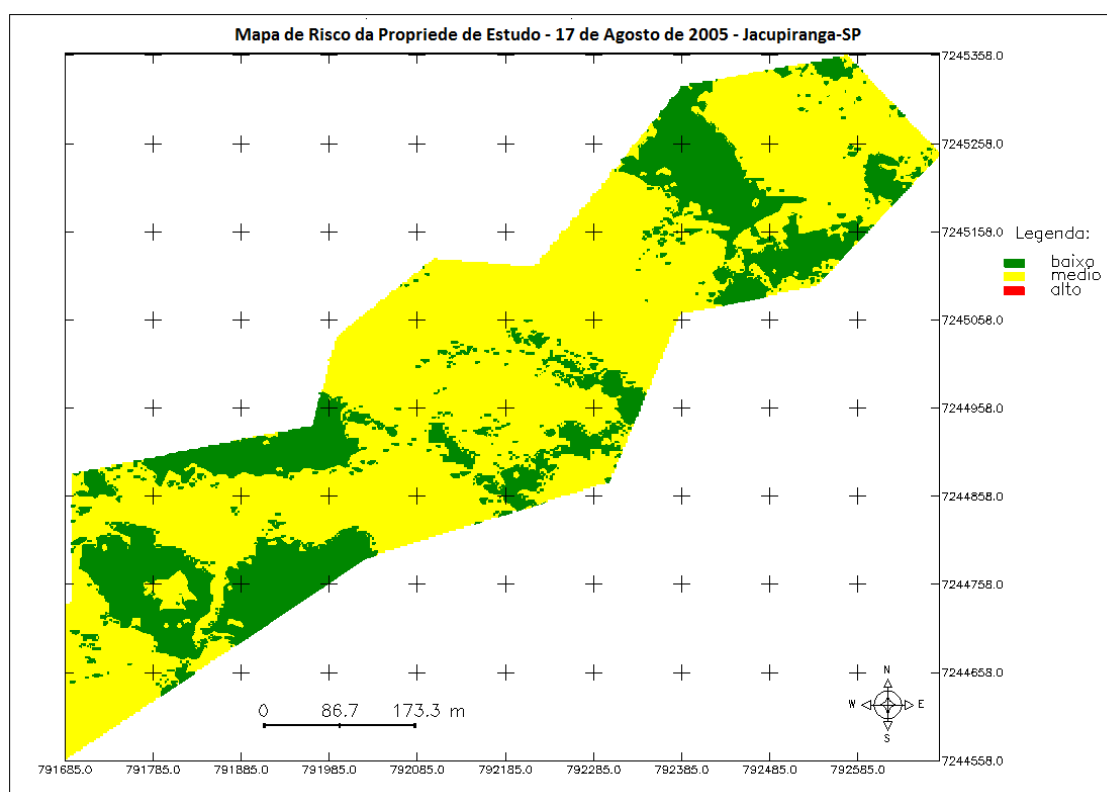 Mapa de Risco da Propriede de Estudo - 17 de Agosto de 2005 - Jacupiranga-SP
7245358.0
7245258.0
7245158.0
Legenda:
baixo
medio
alto
7245058.0
7244958.0
7244858.0
7244758.0
7244658.0
N
W E
S
0 86.7 173.3 m
7244558.0
791685.0 791785.0 791885.0 791985.0 792085.0 792185.0 792285.0 792385.0 792485.0 792585.0